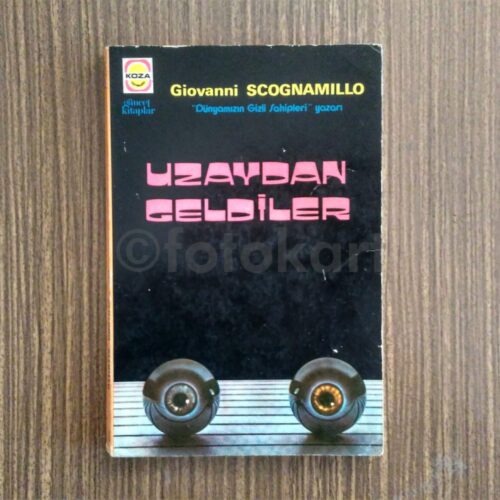 KOZA
güncel
kitaplar
Giovanni SCOGNAMILLO
"Dünyamızın Gizli Sahipleri" yazarı
UZAYDAN
GELDİLER
©fotokart